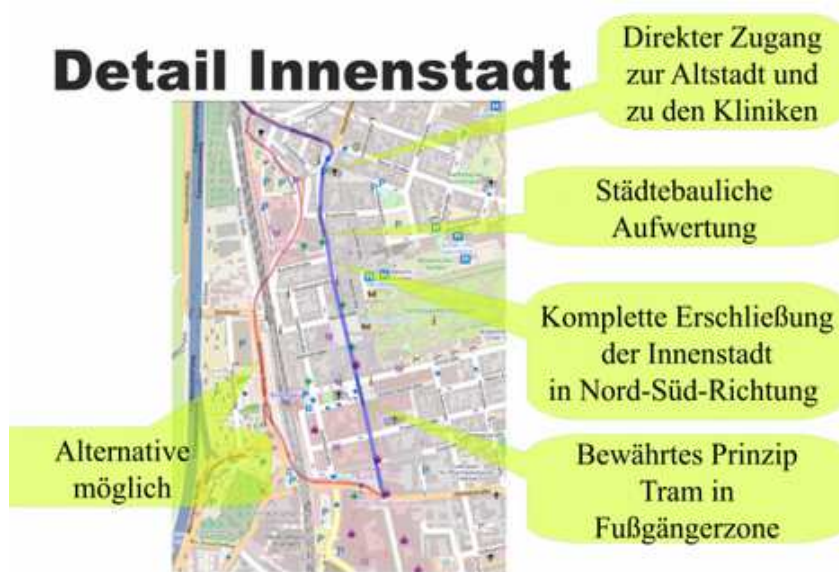 Detail Innenstadt
Direkter Zugang
zur Altstadt und
zu den Kliniken
Städtebauliche
Aufwertung
Komplette Erschließung
der Innenstadt
in Nord-Süd-Richtung
Alternative
möglich
Bewährtes Prinzip
Tram in
Fußgängerzone